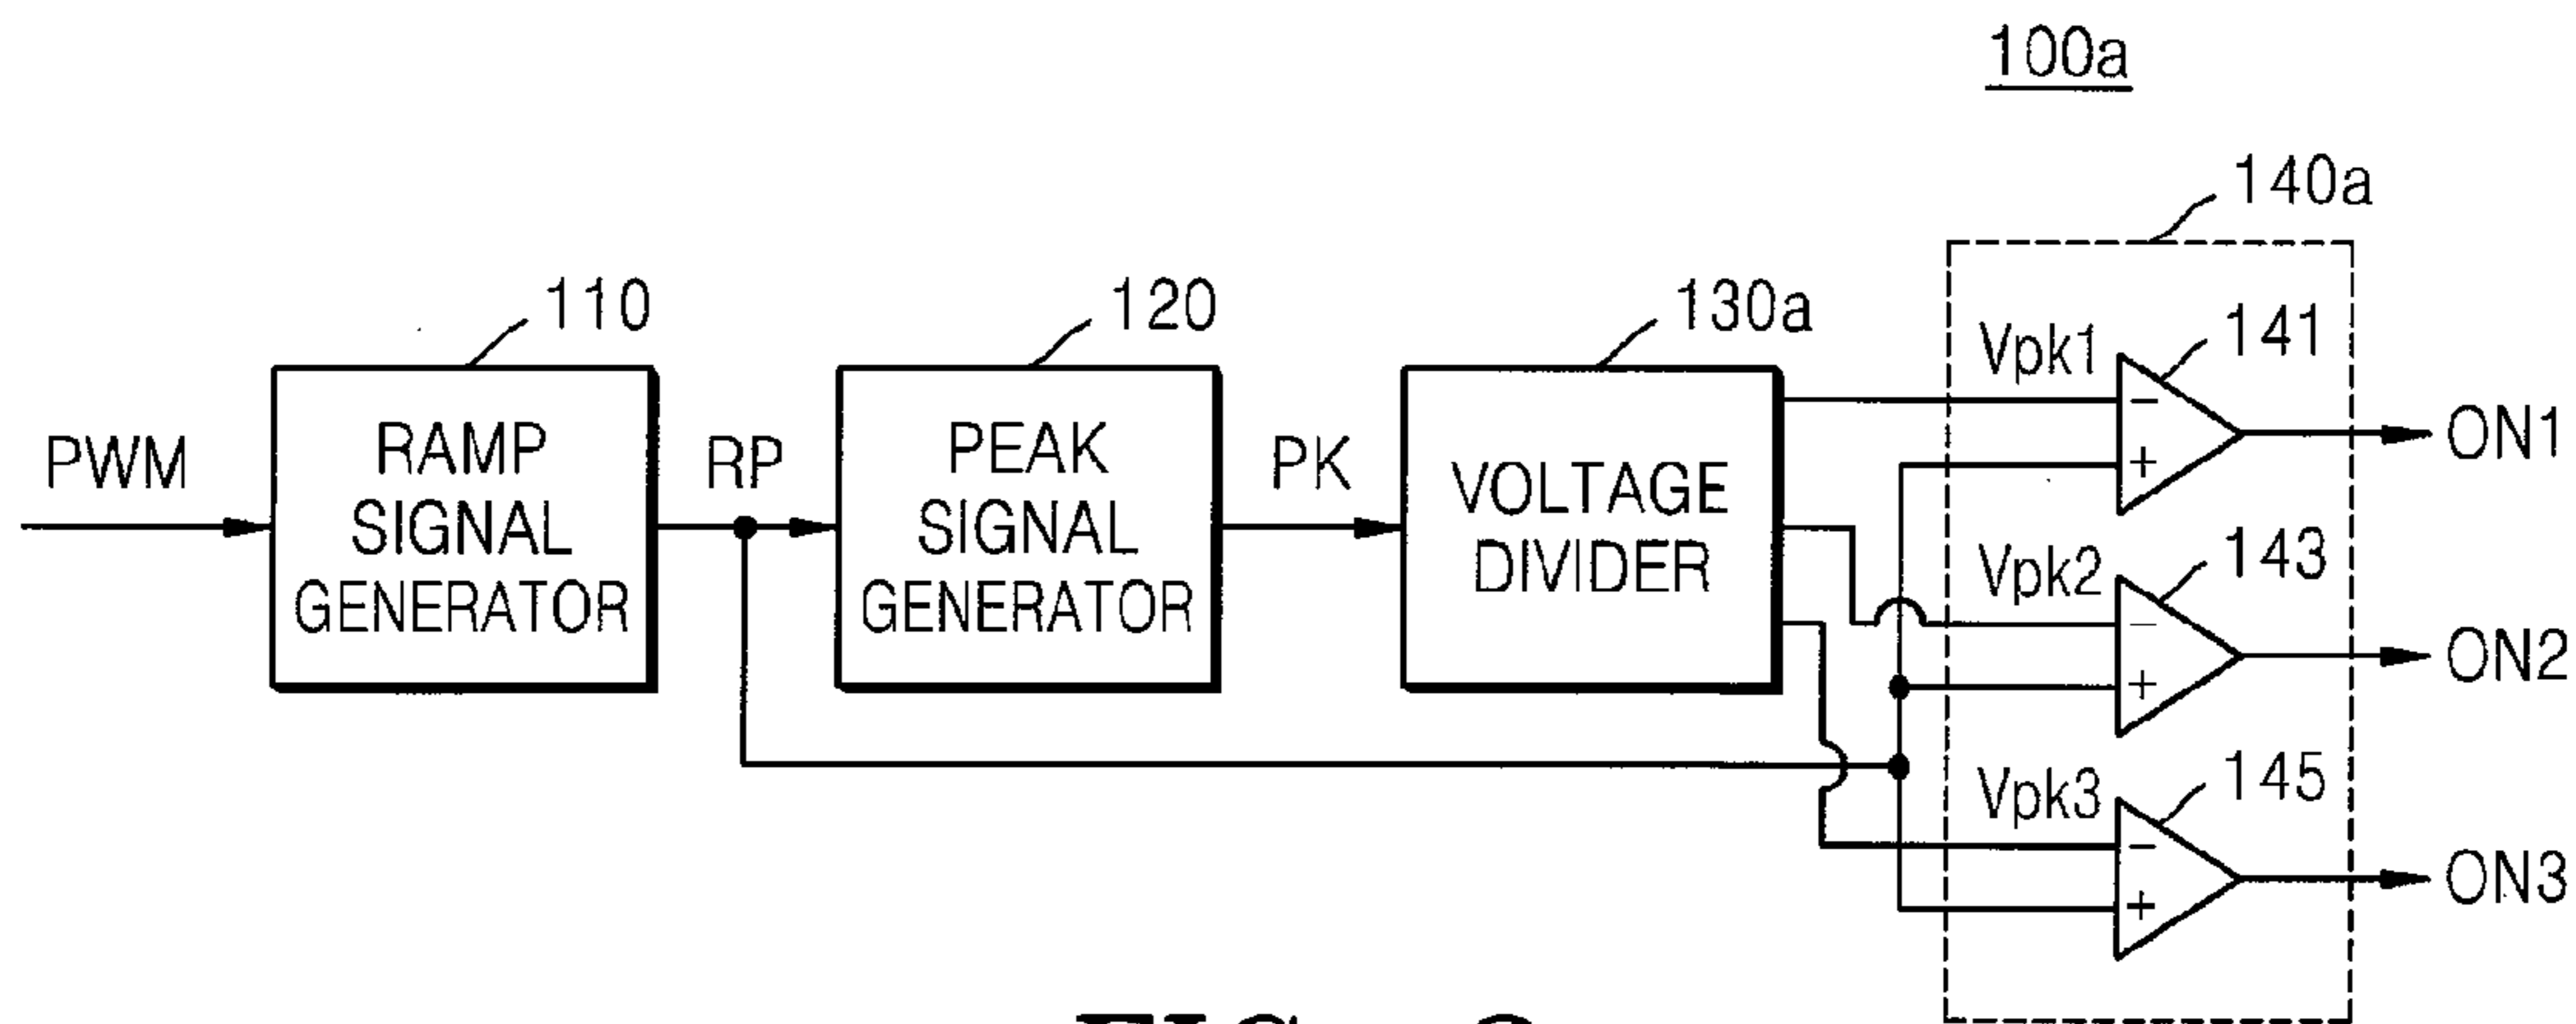 100a
140a
110
120
130a
Vpk1
141
PWM
RAMP
SIGNAL
GENERATOR
RP
PEAK
SIGNAL
GENERATOR
PK
VOLTAGE
DIVIDER
−
+
ON1
Vpk2
143
−
+
ON2
Vpk3
145
−
+
ON3